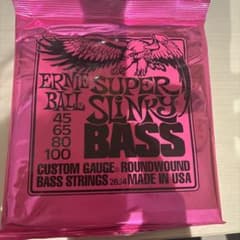 ERNIE BALL
SUPER SLINKY
BASS
45
65
80
100
CUSTOM GAUGE® ROUNDWOUND
BASS STRINGS 2834 MADE IN USA